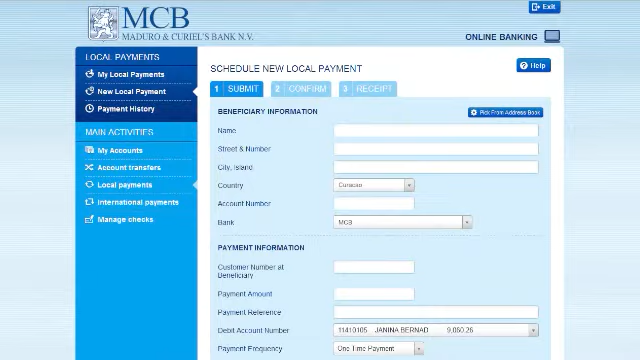 MCB
MADURO & CURIEL'S BANK N.V.
Exit
ONLINE BANKING
LOCAL PAYMENTS
My Local Payments
New Local Payment
Payment History
MAIN ACTIVITIES
My Accounts
Account transfers
Local payments
International payments
Manage checks
SCHEDULE NEW LOCAL PAYMENT
Help
1 SUBMIT 2 CONFIRM 3 RECEIPT
BENEFICIARY INFORMATION
Pick From Address Book
Name
Street & Number
City, Island
Country Curacao
Account Number
Bank MCB
PAYMENT INFORMATION
Customer Number at
Beneficiary
Payment Amount
Payment Reference
Debit Account Number 11410105 JANINA BERNAD 9,060.26
Payment Frequency One Time Payment